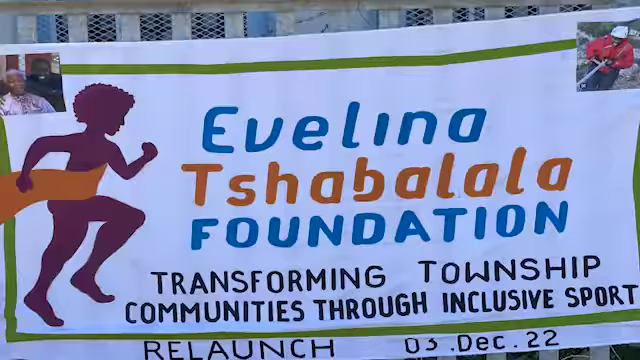 Evelina
Tshabalala
FOUNDATION
TRANSFORMING TOWNSHIP
COMMUNITIES THROUGH INCLUSIVE SPORT
RELAUNCH 03.Dec.22